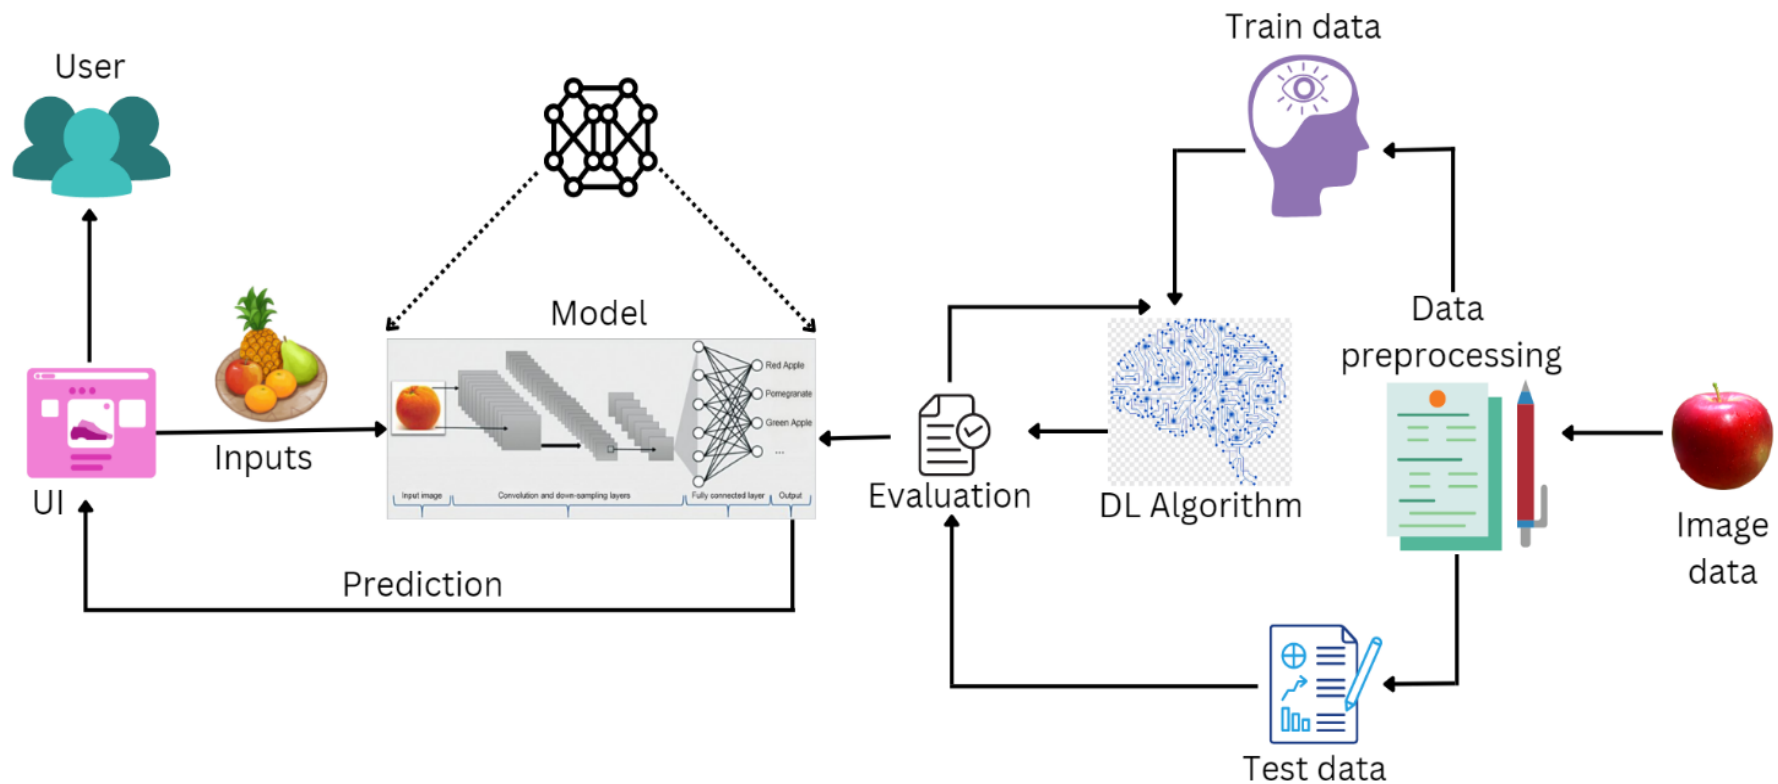 Train data
User
Model
Data
preprocessing
Red Apple
Pomegranate
Green Apple
...
Inputs
Input image
Convolution and down-sampling layers
Fully connected layer
Output
UI
Evaluation
DL Algorithm
Image
data
Prediction
Test data